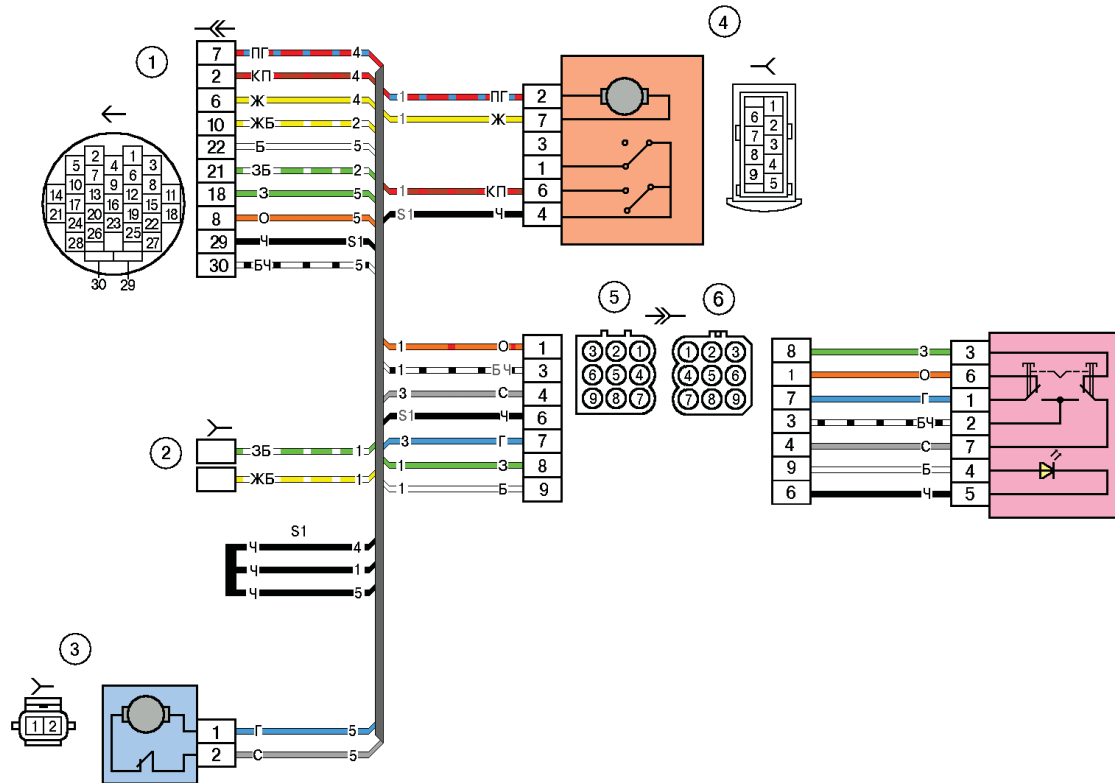 1
7 ПГ 4
2 КП 4
6 Ж 4
10 ЖБ 2
22 Б 5
21 ЗБ 2
18 З 5
8 О 5
29 Ч S1
30 БЧ 5
2 1
5 4 3
7 6
10 9 8
14 13 12 11
17 16 15
21 20 19 18
24 23 22
26 25
28 27
30 29
4
1 ПГ 2
1 Ж 7
3
1
1 КП 6
S1 Ч 4
1
6 2
7 3
8 4
9 5
5
6
1 О 1
1 БЧ 3
3 С 4
S1 Ч 6
3 Г 7
1 З 8
1 Б 9
3 2 1
6 5 4
9 8 7
1 2 3
4 5 6
7 8 9
8 З 3
1 О 6
7 Г 1
3 БЧ 2
4 С 7
9 Б 4
6 Ч 5
2
ЗБ 1
ЖБ 1
S1
Ч 4
Ч 1
Ч 5
3
1 2
1 Г 5
2 С 5